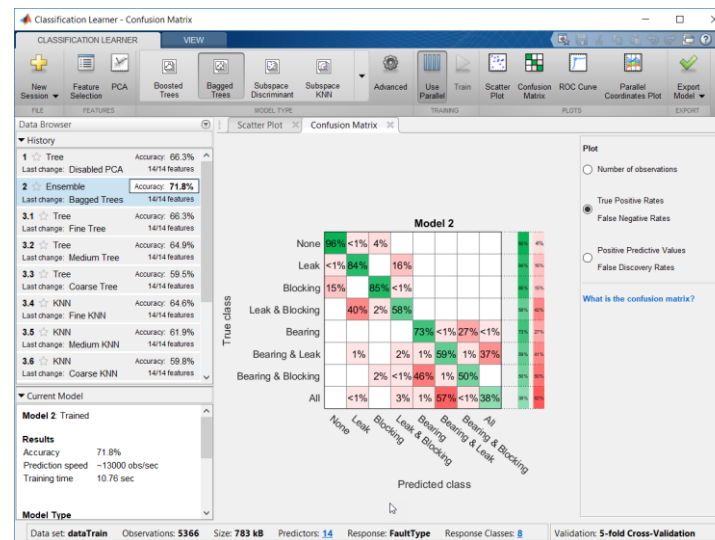 Classification Learner - Confusion Matrix
CLASSIFICATION LEARNER VIEW
New Session
Feature Selection
PCA
Boosted Trees
Bagged Trees
Subspace Discriminant
Subspace KNN
Advanced
Use Parallel
Train
Scatter Plot
Confusion Matrix
ROC Curve
Parallel Coordinates Plot
Export Model
FILE FEATURES MODEL TYPE TRAINING PLOTS EXPORT
Data Browser
Scatter Plot Confusion Matrix
History
1 Tree Accuracy: 66.3%
Last change: Disabled PCA 14/14 features
2 Ensemble Accuracy: 71.8%
Last change: Bagged Trees 14/14 features
3.1 Tree Accuracy: 66.3%
Last change: Fine Tree 14/14 features
3.2 Tree Accuracy: 64.9%
Last change: Medium Tree 14/14 features
3.3 Tree Accuracy: 59.5%
Last change: Coarse Tree 14/14 features
3.4 KNN Accuracy: 64.6%
Last change: Fine KNN 14/14 features
3.5 KNN Accuracy: 61.9%
Last change: Medium KNN 14/14 features
3.6 KNN Accuracy: 59.8%
Last change: Coarse KNN 14/14 features
Current Model
Model 2: Trained
Results
Accuracy 71.8%
Prediction speed ~13000 obs/sec
Training time 10.76 sec
Model Type
Model 2
True class
None 96% <1% 4%
Leak <1% 84% 16%
Blocking 15% 85% <1%
Leak & Blocking 40% 2% 58%
Bearing 73% <1% 27% <1%
Bearing & Leak 1% 2% 1% 59% 1% 37%
Bearing & Blocking 2% <1% 46% 1% 50%
All <1% 3% 1% 57% <1% 38%
None
Leak
Blocking
Leak & Blocking
Bearing
Bearing & Leak
Bearing & Blocking
All
Predicted class
Plot
Number of observations
True Positive Rates
False Negative Rates
Positive Predictive Values
False Discovery Rates
What is the confusion matrix?
Data set: dataTrain Observations: 5366 Size: 783 kB Predictors: 14 Response: FaultType Response Classes: 8 Validation: 5-fold Cross-Validation